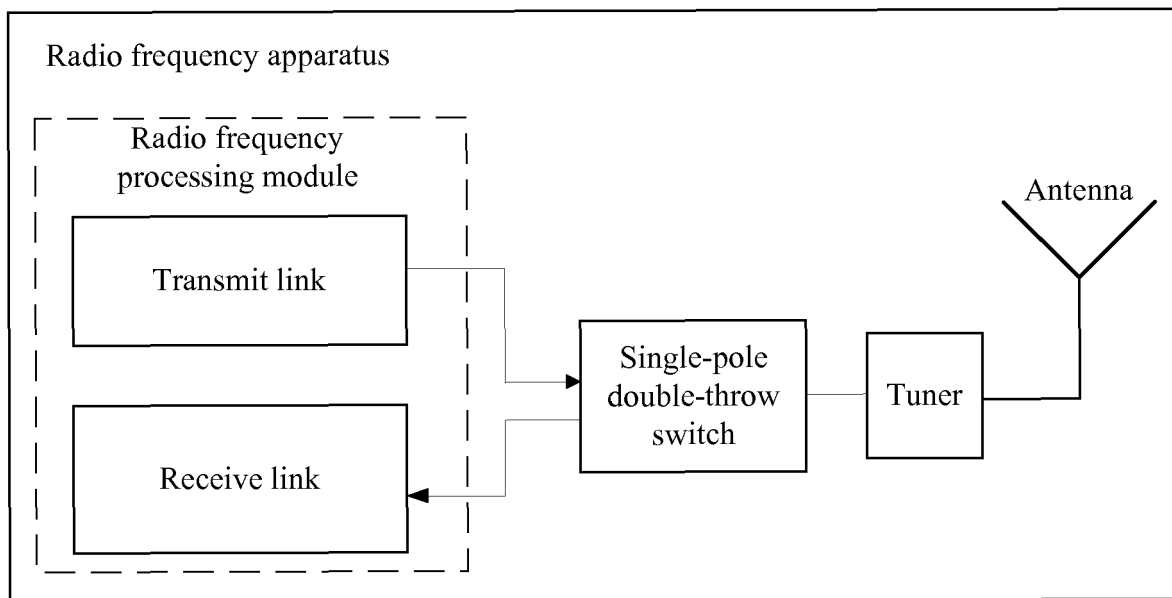 Radio frequency apparatus
Radio frequency
processing module
Transmit link
Receive link
Single-pole
double-throw
switch
Tuner
Antenna